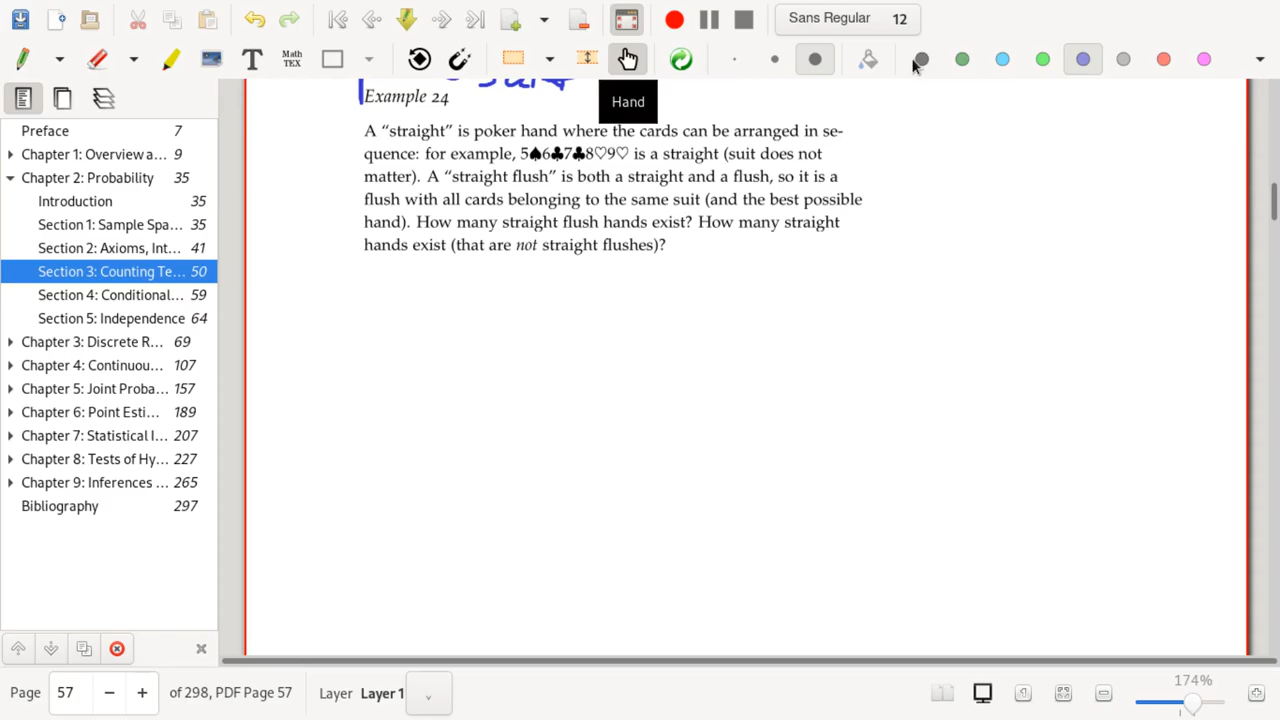 Sans Regular 12
Math
TEX
Hand
Preface 7
Chapter 1: Overview a... 9
Chapter 2: Probability 35
Introduction 35
Section 1: Sample Spa... 35
Section 2: Axioms, Int... 41
Section 3: Counting Te... 50
Section 4: Conditional... 59
Section 5: Independence 64
Chapter 3: Discrete R... 69
Chapter 4: Continuou... 107
Chapter 5: Joint Proba... 157
Chapter 6: Point Esti... 189
Chapter 7: Statistical I... 207
Chapter 8: Tests of Hy... 227
Chapter 9: Inferences ... 265
Bibliography 297
Example 24
A “straight” is poker hand where the cards can be arranged in se-
quence: for example, 5♠6♣7♣8♡9♡ is a straight (suit does not
matter). A “straight flush” is both a straight and a flush, so it is a
flush with all cards belonging to the same suit (and the best possible
hand). How many straight flush hands exist? How many straight
hands exist (that are not straight flushes)?
Page 57 of 298, PDF Page 57 Layer Layer 1
174%